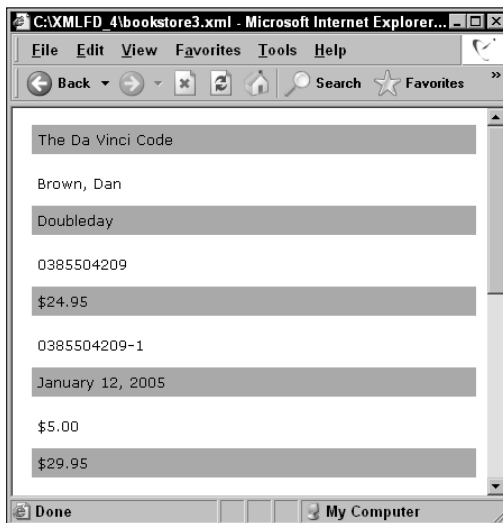 C:\XMLFD_4\bookstore3.xml - Microsoft Internet Explorer...
File Edit View Favorites Tools Help
Back Search Favorites »
The Da Vinci Code
Brown, Dan
Doubleday
0385504209
$24.95
0385504209-1
January 12, 2005
$5.00
$29.95
Done My Computer